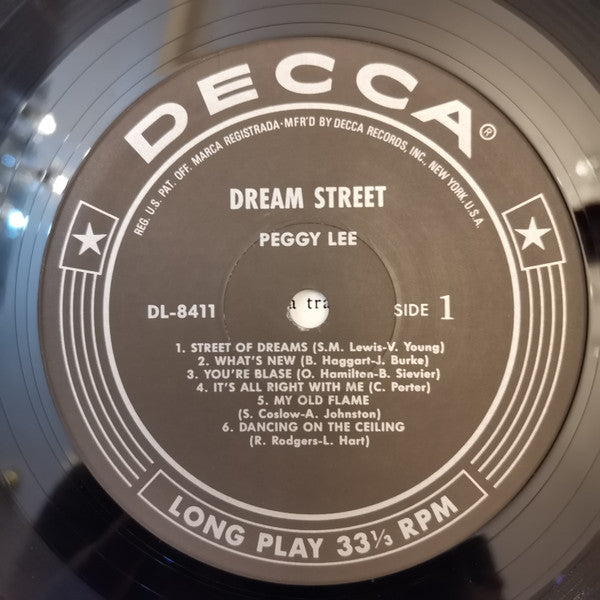 DECCA®
REG. U.S. PAT. OFF. MARCA REGISTRADA • MFR'D BY DECCA RECORDS, INC., NEW YORK, U.S.A.
DREAM STREET
PEGGY LEE
DL-8411
SIDE 1
1. STREET OF DREAMS (S.M. Lewis-V. Young)
2. WHAT'S NEW (B. Haggart-J. Burke)
3. YOU'RE BLASE (O. Hamilten-B. Sievier)
4. IT'S ALL RIGHT WITH ME (C. Porter)
5. MY OLD FLAME
(S. Coslow-A. Johnston)
6. DANCING ON THE CEILING
(R. Rodgers-L. Hart)
LONG PLAY 33⅓ RPM